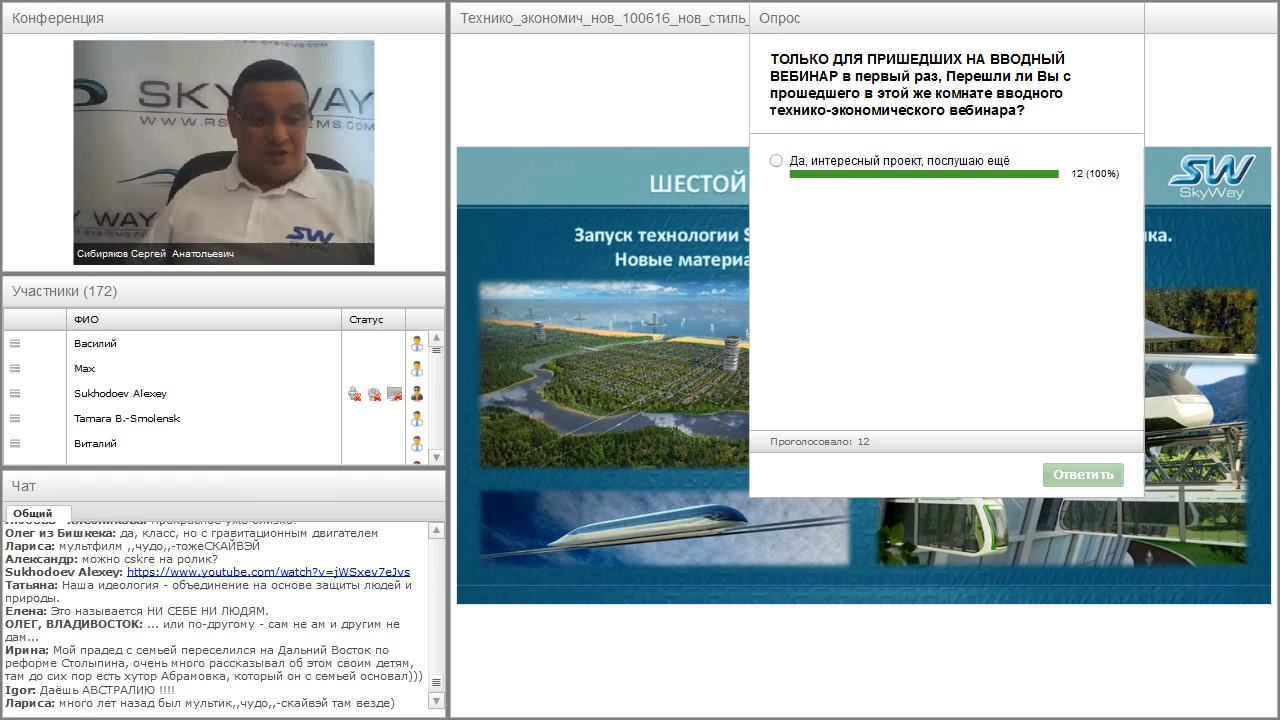 Конференция
SYSTEMS.COM
SKYWAY
WWW.RS SYSTEMS.COM
WAY
SW
Сибиряков Сергей Анатольевич
Участники (172)
ФИО
Статус
Василий
Max
Sukhodoev Alexey
Tamara B.-Smolensk
Виталий
Чат
Общий
Олег из Бишкека: да, класс, но с гравитационным двигателем
Лариса: мультфилм ,,чудо,,-тожеСКАЙВЭЙ
Александр: можно cskre на ролик?
Sukhodoev Alexey: https://www.youtube.com/watch?v=jWSxev7eJvs
Татьяна: Наша идеология - объединение на основе защиты людей и
природы.
Елена: Это называется НИ СЕБЕ НИ ЛЮДЯМ.
ОЛЕГ, ВЛАДИВОСТОК: ... или по-другому - сам не ам и другим не
дам...
Ирина: Мой прадед с семьей переселился на Дальний Восток по
реформе Столыпина, очень много рассказывал об этом своим детям,
там до сих пор есть хутор Абрамовка, который он с семьей основал)))
Igor: Даёшь АВСТРАЛИЮ !!!!
Лариса: много лет назад был мультик,,чудо,,-скайвэй там везде)
Технико_экономич_нов_100616_нов_стиль_
ШЕСТОЙ
SW
SkyWay
Запуск технологии S
ка.
Новые материа
Опрос
ТОЛЬКО ДЛЯ ПРИШЕДШИХ НА ВВОДНЫЙ
ВЕБИНАР в первый раз, Перешли ли Вы с
прошедшего в этой же комнате вводного
технико-экономического вебинара?
Да, интересный проект, послушаю ещё
12 (100%)
Проголосовало: 12
Ответить